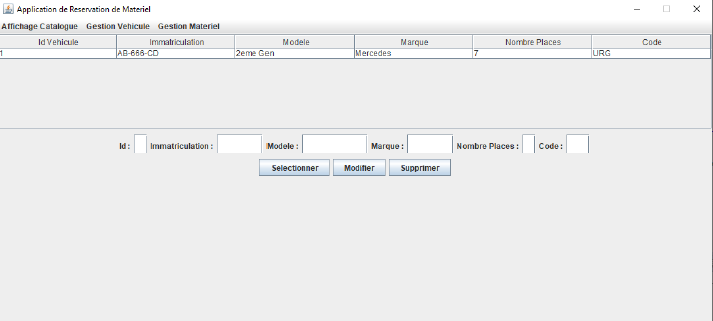 Application de Reservation de Materiel
Affichage Catalogue Gestion Vehicule Gestion Materiel
Id Vehicule Immatriculation Modele Marque Nombre Places Code
1 AB-666-CD 2eme Gen Mercedes 7 URG
Id : Immatriculation : Modele : Marque : Nombre Places : Code :
Selectionner Modifier Supprimer